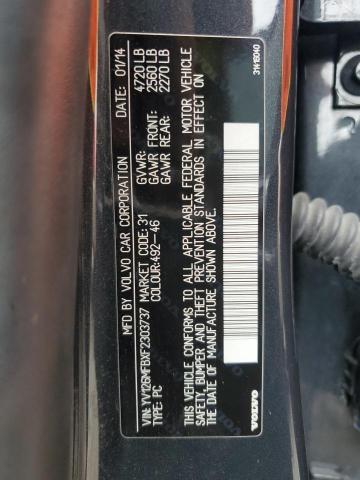 MFD BY VOLVO CAR CORPORATION DATE: 01/14
GVWR: 4720 LB
GAWR FRONT: 2560 LB
GAWR REAR: 2270 LB
VIN: YV126MFBXF2303737 MARKET CODE: 31
TYPE: PC COLOUR: 492-46
THIS VEHICLE CONFORMS TO ALL APPLICABLE FEDERAL MOTOR VEHICLE
SAFETY, BUMPER AND THEFT PREVENTION STANDARDS IN EFFECT ON
THE DATE OF MANUFACTURE SHOWN ABOVE.
31416040
VOLVO